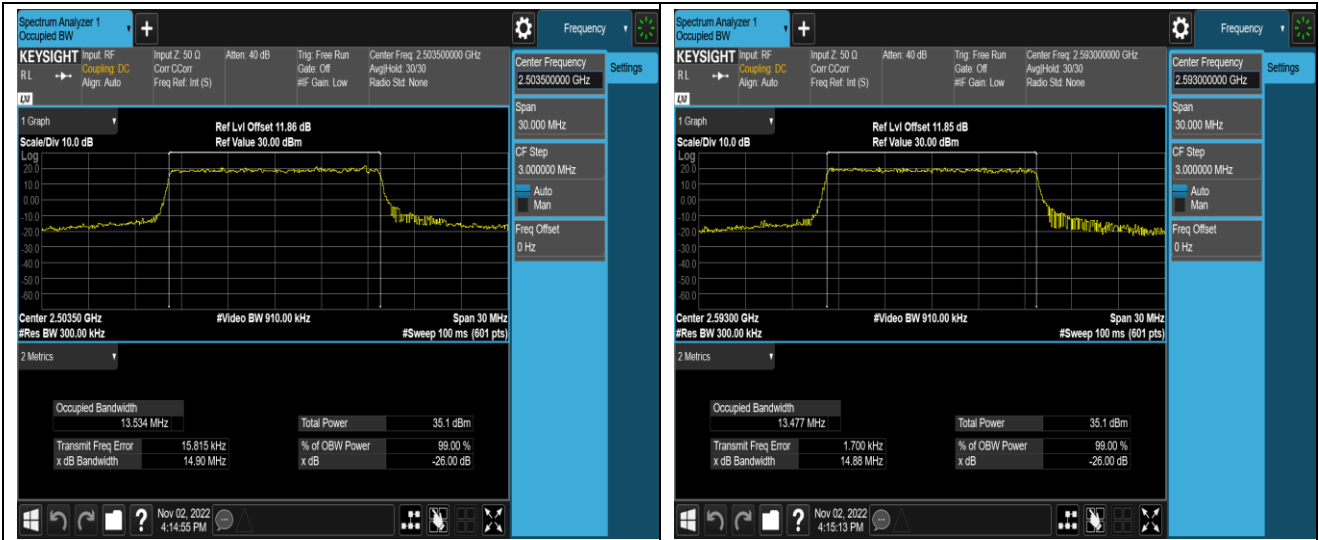 Spectrum Analyzer 1
Occupied BW
Frequency
KEYSIGHT Input: RF Input Z: 50 Ω Atten: 40 dB Trig: Free Run Center Freq: 2.503500000 GHz
Coupling: DC Corr CCorr Gate: Off Avg|Hold: 30/30
RL Align: Auto Freq Ref: Int (S) #IF Gain: Low Radio Std: None
LXI
Center Frequency
2.503500000 GHz
Settings
Span
30.000 MHz
CF Step
3.000000 MHz
Auto
Man
Freq Offset
0 Hz
1 Graph
Ref Lvl Offset 11.86 dB
Scale/Div 10.0 dB Ref Value 30.00 dBm
Log
20.0
10.0
0.00
-10.0
-20.0
-30.0
-40.0
-50.0
-60.0
Center 2.50350 GHz #Video BW 910.00 kHz Span 30 MHz
#Res BW 300.00 kHz #Sweep 100 ms (601 pts)
2 Metrics
Occupied Bandwidth
13.534 MHz Total Power 35.1 dBm
Transmit Freq Error 15.815 kHz % of OBW Power 99.00 %
x dB Bandwidth 14.90 MHz x dB -26.00 dB
? Nov 02, 2022
4:14:55 PM
Spectrum Analyzer 1
Occupied BW
Frequency
KEYSIGHT Input: RF Input Z: 50 Ω Atten: 40 dB Trig: Free Run Center Freq: 2.593000000 GHz
Coupling: DC Corr CCorr Gate: Off Avg|Hold: 30/30
RL Align: Auto Freq Ref: Int (S) #IF Gain: Low Radio Std: None
LXI
Center Frequency
2.593000000 GHz
Settings
Span
30.000 MHz
CF Step
3.000000 MHz
Auto
Man
Freq Offset
0 Hz
1 Graph
Ref Lvl Offset 11.85 dB
Scale/Div 10.0 dB Ref Value 30.00 dBm
Log
20.0
10.0
0.00
-10.0
-20.0
-30.0
-40.0
-50.0
-60.0
Center 2.59300 GHz #Video BW 910.00 kHz Span 30 MHz
#Res BW 300.00 kHz #Sweep 100 ms (601 pts)
2 Metrics
Occupied Bandwidth
13.477 MHz Total Power 35.1 dBm
Transmit Freq Error 1.700 kHz % of OBW Power 99.00 %
x dB Bandwidth 14.88 MHz x dB -26.00 dB
? Nov 02, 2022
4:15:13 PM